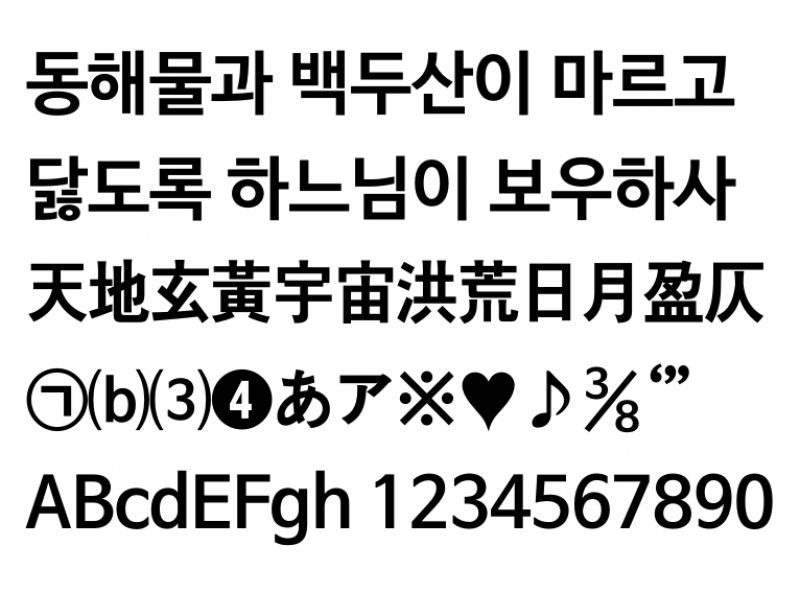 동해물과 백두산이 마르고
닳도록 하느님이 보우하사
天地玄黃宇宙洪荒日月盈仄
㉠⒝⑶❹あア※♥♪⅜‘”
ABcdEFgh 1234567890